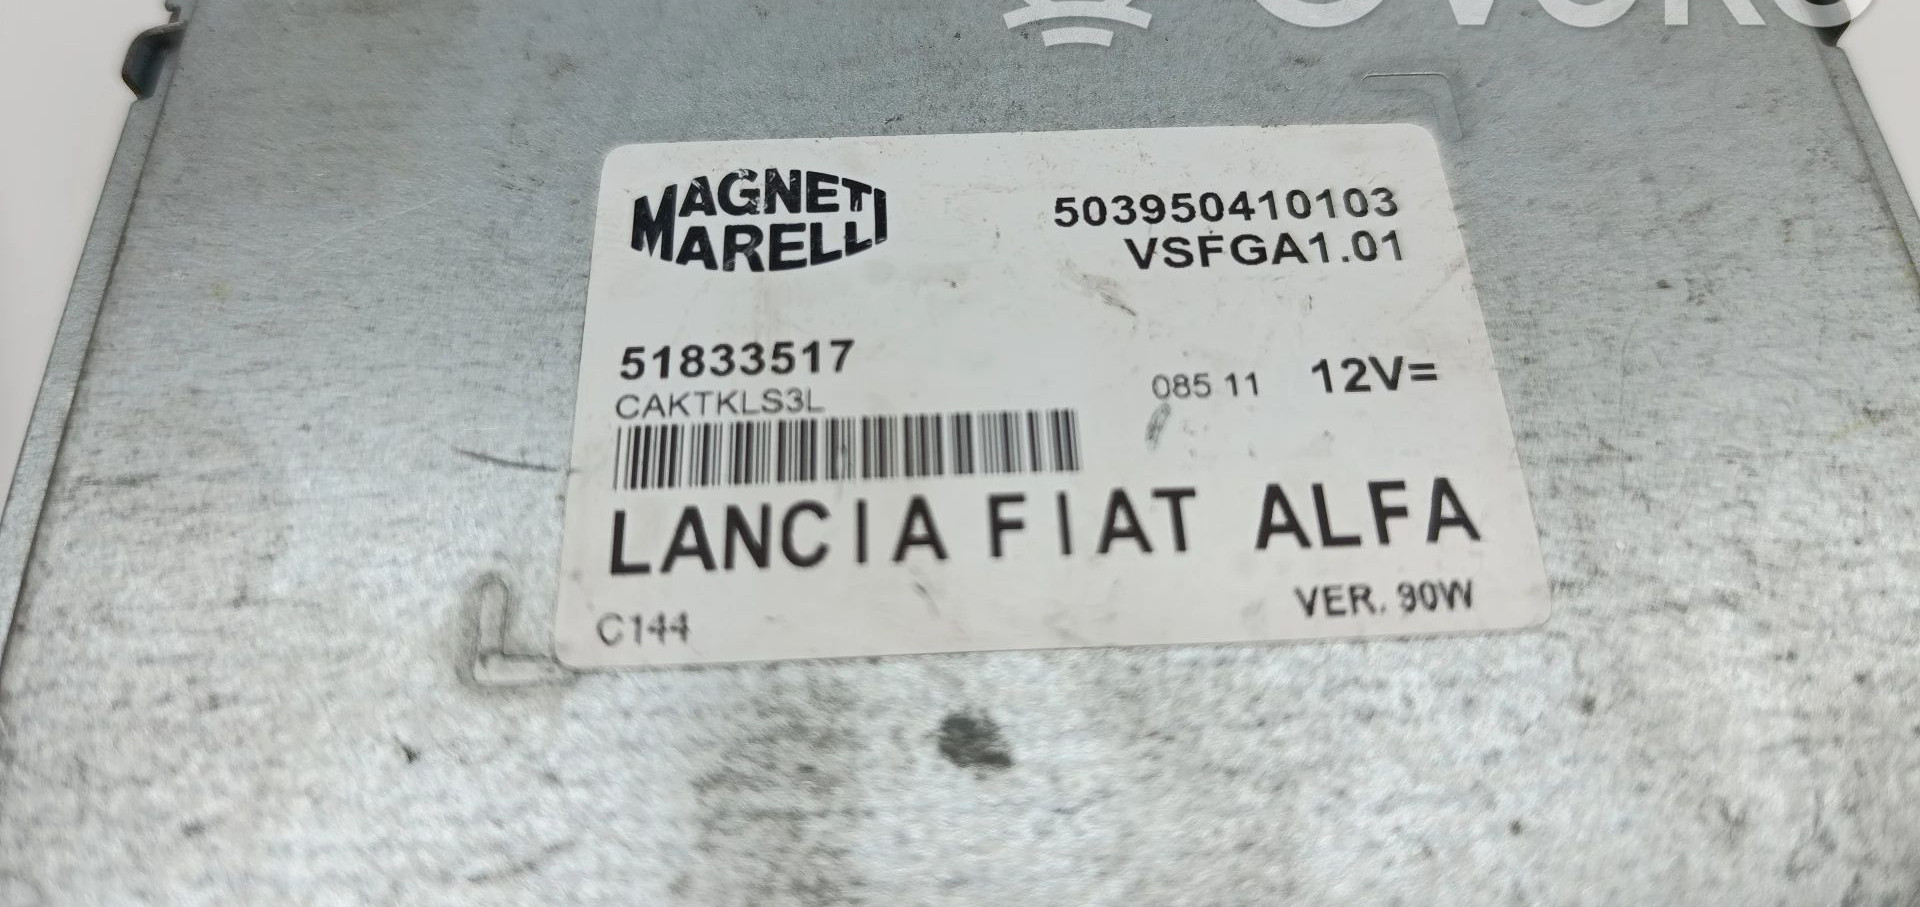 MAGNETI
MARELLI
503950410103
VSFGA1.01
51833517
CAKTKLS3L
085 11 12V=
LANCIA FIAT ALFA
VER. 90W
C144